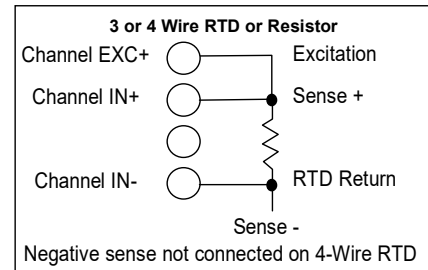 3 or 4 Wire RTD or Resistor
Channel EXC+ Excitation
Channel IN+ Sense +
Channel IN- RTD Return
Sense -
Negative sense not connected on 4-Wire RTD